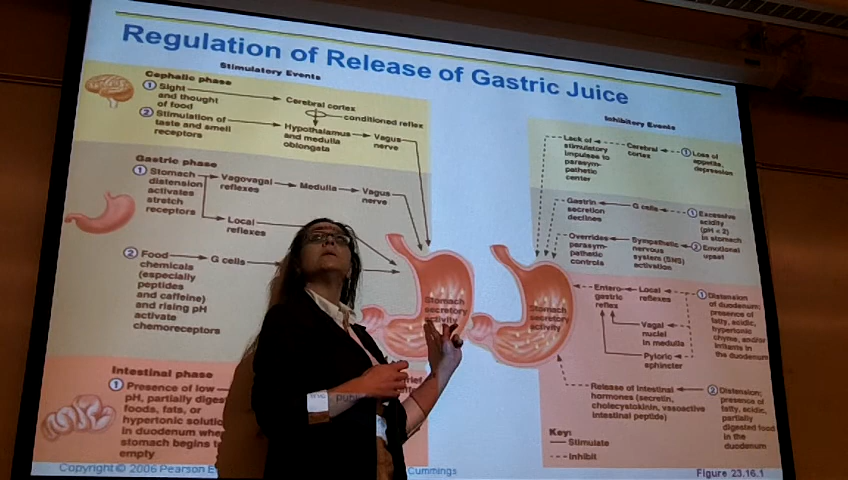 Regulation of Release of Gastric Juice
Stimulatory Events
Cephalic phase
1 Sight
and thought
of food
Cerebral cortex
conditioned reflex
2 Stimulation of
taste and smell
receptors
Hypothalamus
and medulla
oblongata
Vagus
nerve
Gastric phase
1 Stomach
distension
activates
stretch
receptors
Vagovagal
reflexes
Medulla
Vagus
nerve
Local
reflexes
2 Food
chemicals
(especially
peptides
and caffeine)
and rising pH
activate
chemoreceptors
G cells
Stomach
secretory
activity
Intestinal phase
1 Presence of low
pH, partially
foods, fats, or
hypertonic
in duodenum
stomach begins
empty
Inhibitory Events
Lack of
stimulatory
impulses to
parasym-
pathetic
center
Cerebral
cortex
1 Loss of
appetite,
depression
Gastrin
secretion
declines
G cells
1 Excessive
acidity
(pH < 2)
in stomach
Overrides
parasym-
pathetic
controls
Sympathetic
nervous
system (SNS)
activation
2 Emotional
upset
Stomach
secretory
activity
Entero-
gastric
reflex
Local
reflexes
Vagal
nuclei
in medulla
Pyloric
sphincter
1 Distension
of duodenum;
presence of
fatty, acidic,
hypertonic
chyme, and/or
irritants in
the duodenum
Release of intestinal
hormones (secretin,
cholecystokinin, vasoactive
intestinal peptide)
2 Distension;
presence of
fatty, acidic,
partially
digested food
in the
duodenum
Key:
Stimulate
Inhibit
Copyright © 2006 Pearson
Cummings
Figure 23.16.1